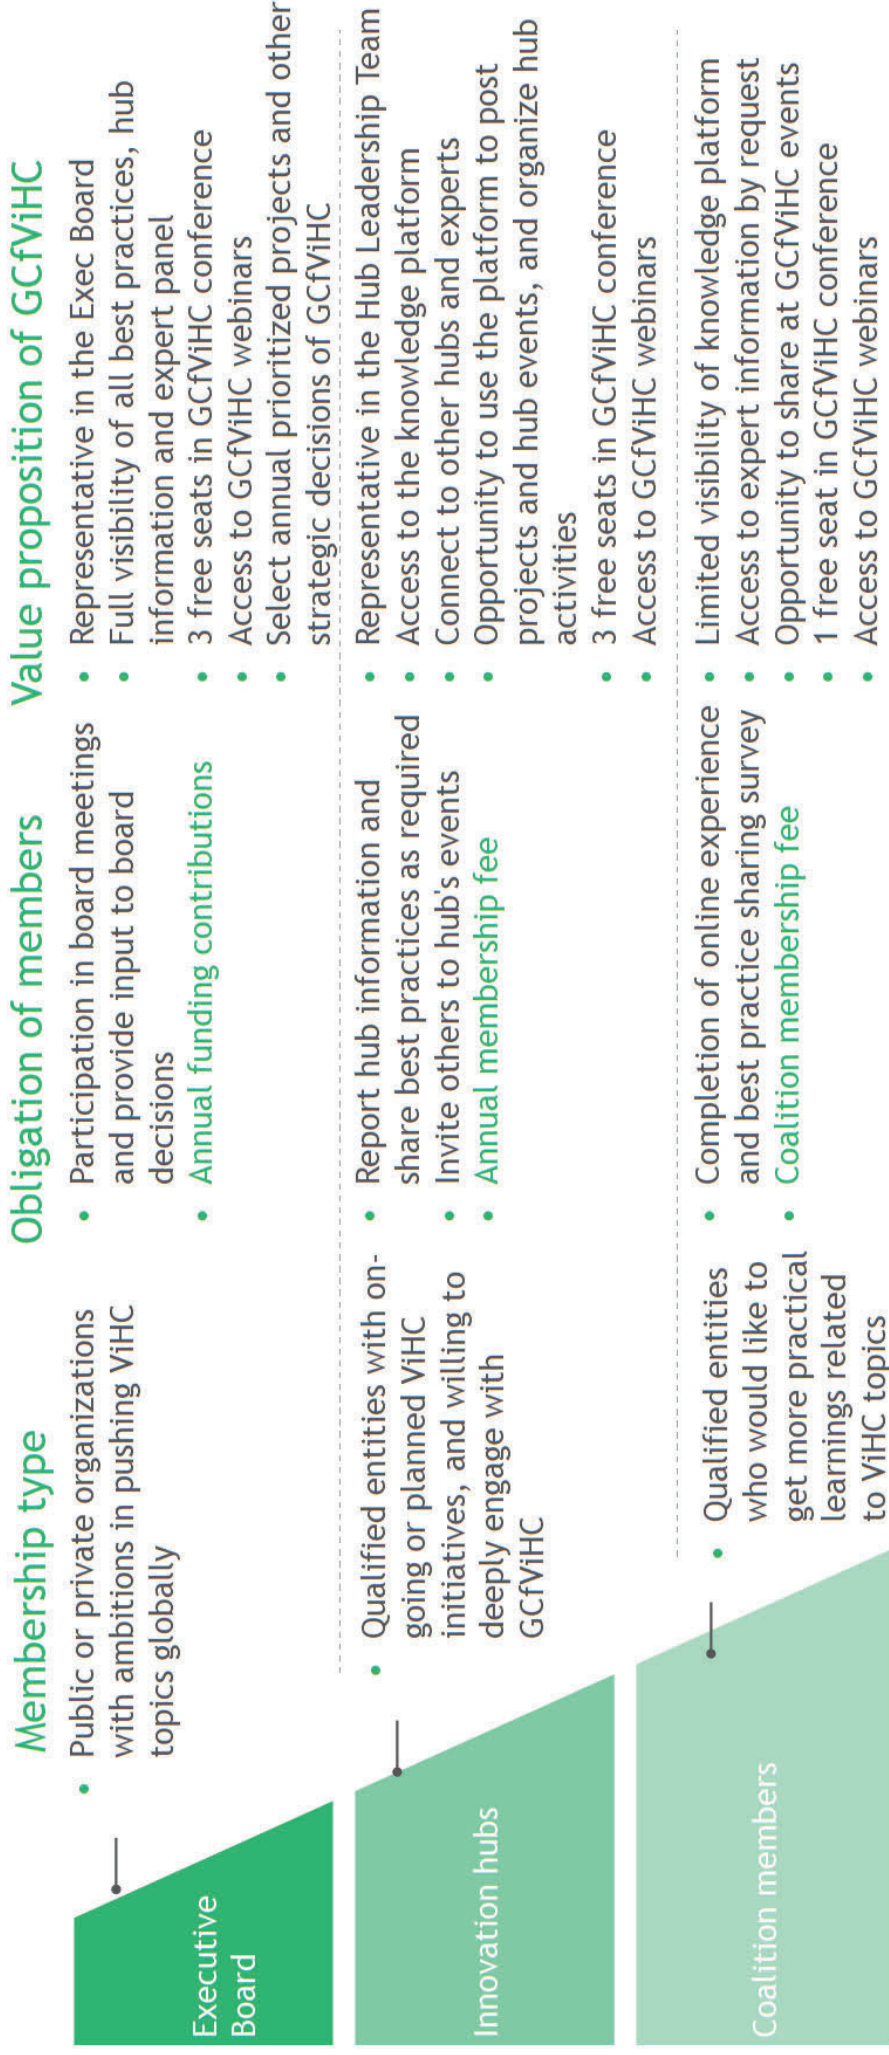 Membership type
Obligation of members
Value proposition of GCfViHC
Executive
Board
Public or private organizations
with ambitions in pushing ViHC
topics globally
Participation in board meetings
and provide input to board
decisions
Annual funding contributions
Representative in the Exec Board
Full visibility of all best practices, hub
information and expert panel
3 free seats in GCfViHC conference
Access to GCfViHC webinars
Select annual prioritized projects and other
strategic decisions of GCfViHC
Innovation hubs
Qualified entities with on-
going or planned ViHC
initiatives, and willing to
deeply engage with
GCfViHC
Report hub information and
share best practices as required
Invite others to hub's events
Annual membership fee
Representative in the Hub Leadership Team
Access to the knowledge platform
Connect to other hubs and experts
Opportunity to use the platform to post
projects and hub events, and organize hub
activities
3 free seats in GCfViHC conference
Access to GCfViHC webinars
Coalition members
Qualified entities
who would like to
get more practical
learnings related
to ViHC topics
Completion of online experience
and best practice sharing survey
Coalition membership fee
Limited visibility of knowledge platform
Access to expert information by request
Opportunity to share at GCfViHC events
1 free seat in GCfViHC conference
Access to GCfViHC webinars